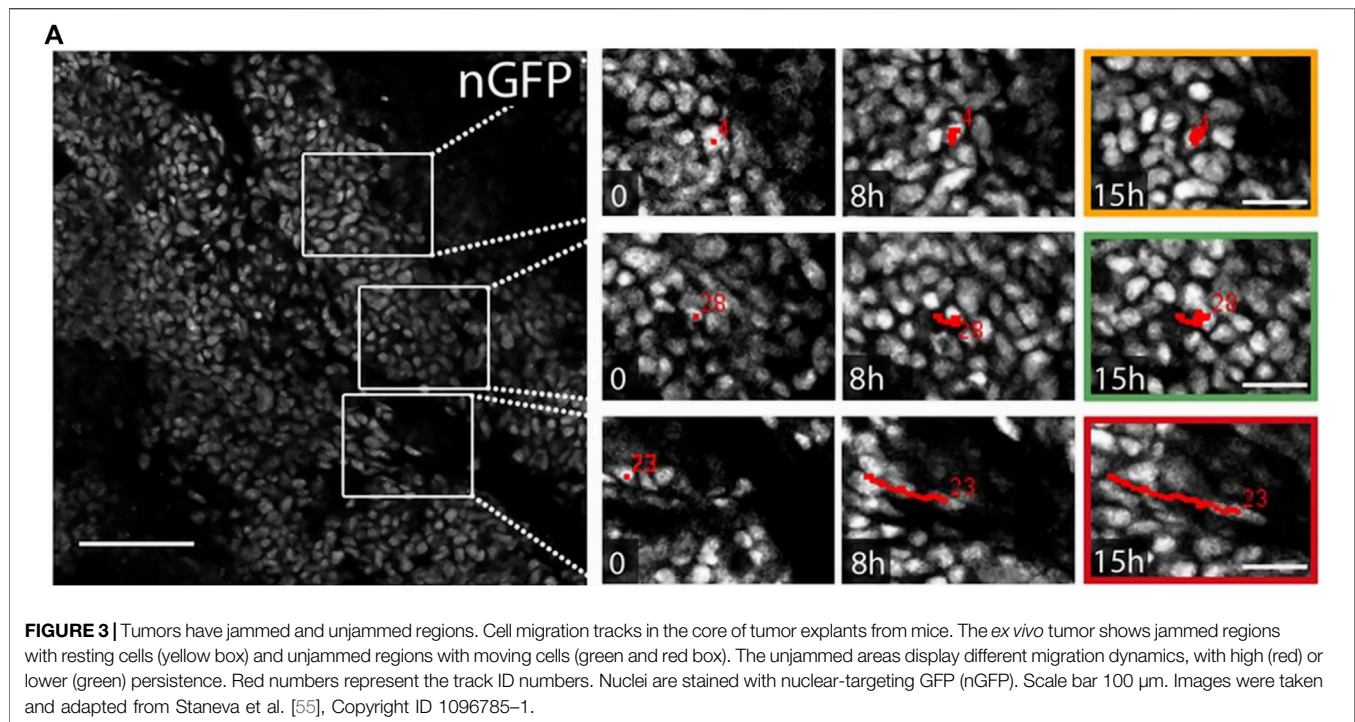 A
nGFP
0 4
8h 4
15h
0 28
8h 28
15h 28
0 23
8h 23
15h 23
FIGURE 3 | Tumors have jammed and unjammed regions. Cell migration tracks in the core of tumor explants from mice. The ex vivo tumor shows jammed regions
with resting cells (yellow box) and unjammed regions with moving cells (green and red box). The unjammed areas display different migration dynamics, with high (red) or
lower (green) persistence. Red numbers represent the track ID numbers. Nuclei are stained with nuclear-targeting GFP (nGFP). Scale bar 100 µm. Images were taken
and adapted from Staneva et al. [55], Copyright ID 1096785–1.